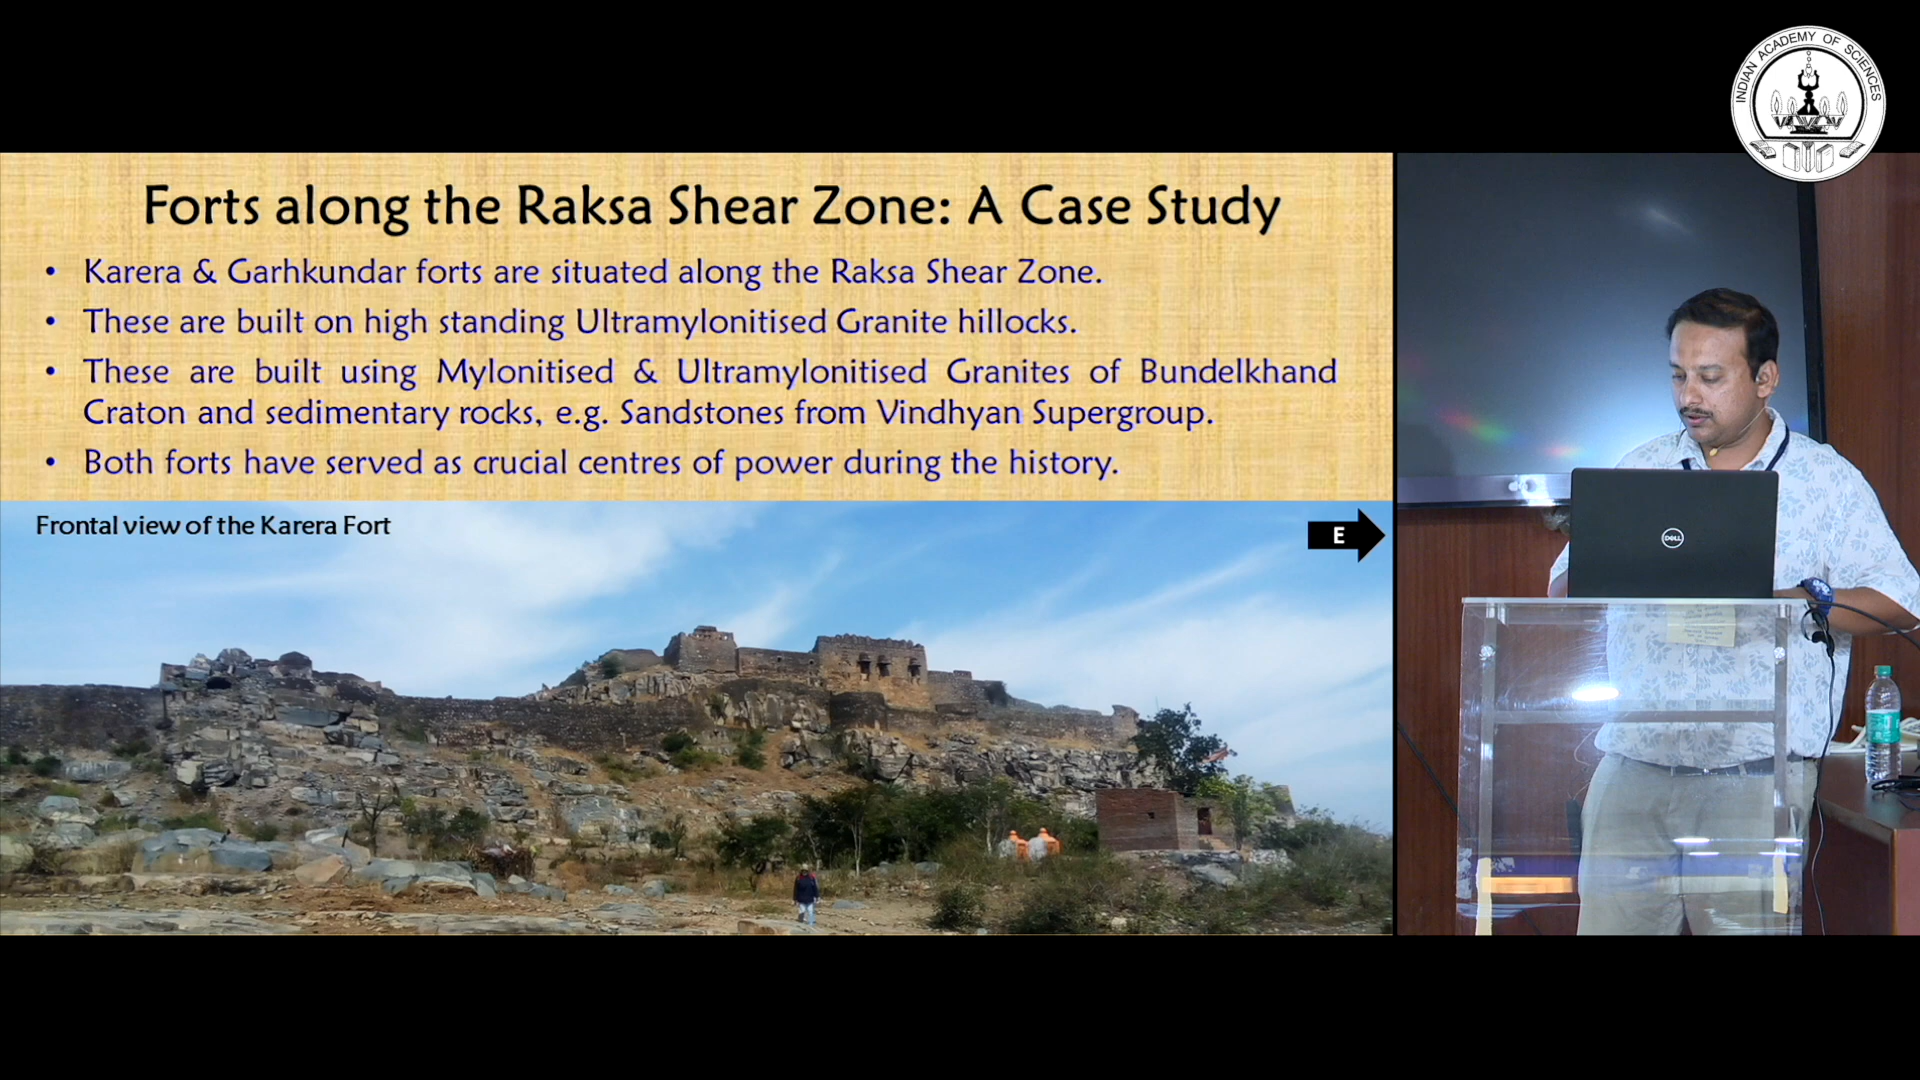 INDIAN ACADEMY OF SCIENCES
Forts along the Raksa Shear Zone: A Case Study
• Karera & Garhkundar forts are situated along the Raksa Shear Zone.
• These are built on high standing Ultramylonitised Granite hillocks.
• These are built using Mylonitised & Ultramylonitised Granites of Bundelkhand
Craton and sedimentary rocks, e.g. Sandstones from Vindhyan Supergroup.
• Both forts have served as crucial centres of power during the history.
Frontal view of the Karera Fort
E
DELL